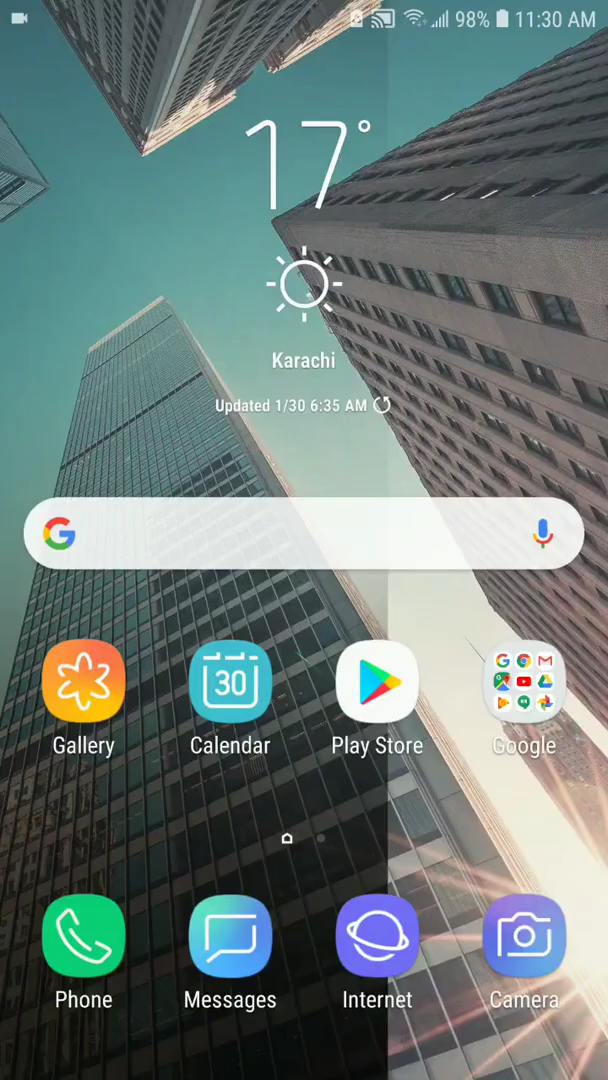 98% 11:30 AM
17°
Karachi
Updated 1/30 6:35 AM
30
Gallery Calendar Play Store Google
Phone Messages Internet Camera